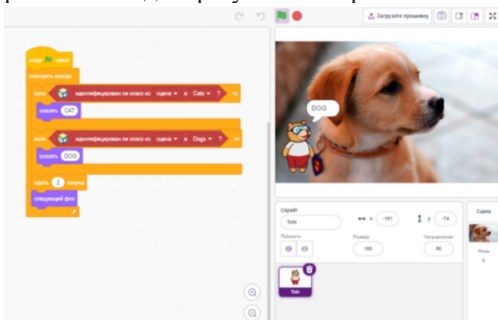 Загрузите прошивку
когда нажат
повторять всегда
если идентифицирован ли класс из сцена в Cats ? , то
сказать CAT
если идентифицирован ли класс из сцена в Dogs ? , то
сказать DOG
ждать 2 секунд
следующий фон
DOG
Спрайт
Tobi
x -181
y -74
Показать
Размер
100
Направление
90
Tobi
Сцена
Фоны